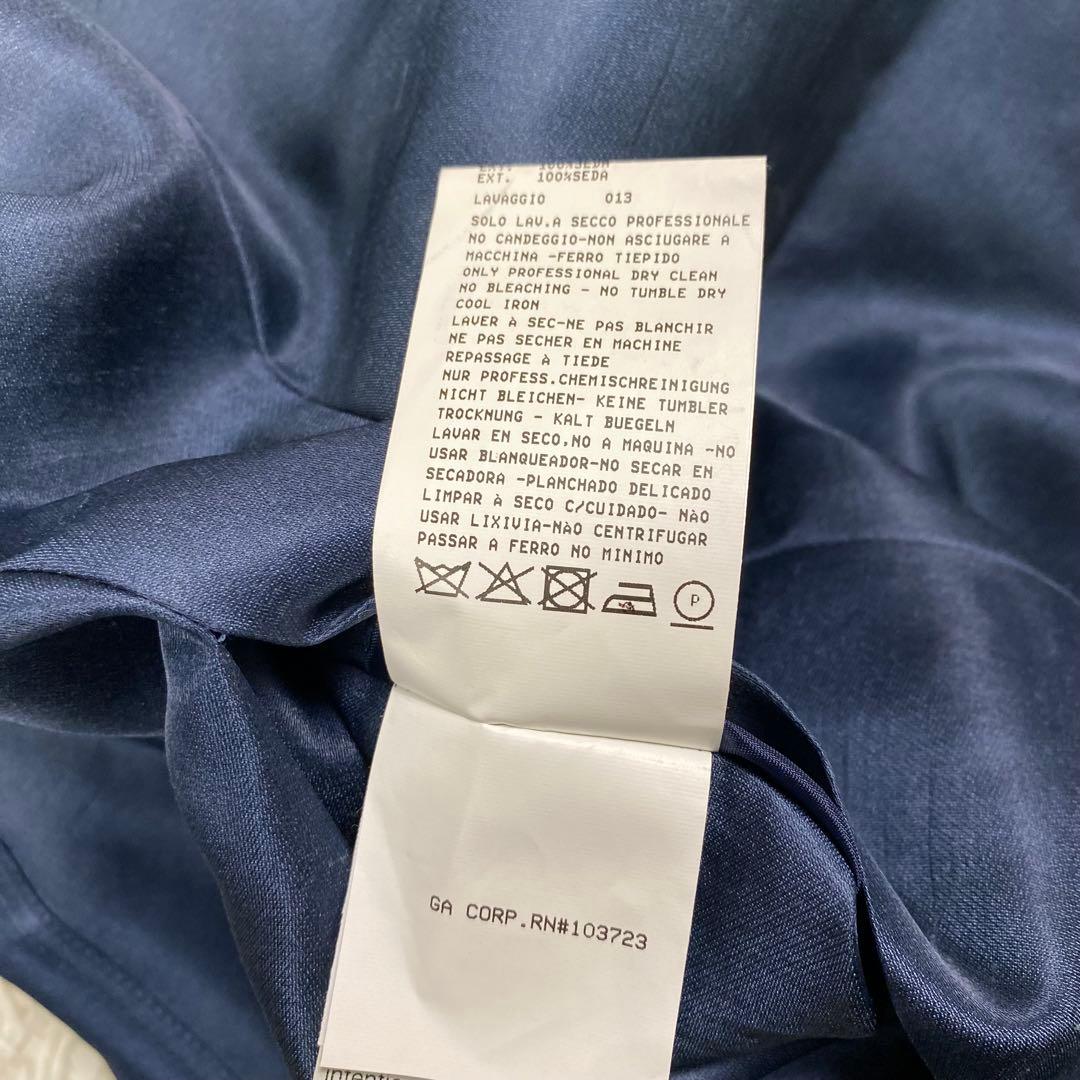 EXT. 100%SEDA
EXT. 100%SEDA
LAVAGGIO 013
SOLO LAV.A SECCO PROFESSIONALE
NO CANDEGGIO-NON ASCIUGARE A
MACCHINA -FERRO TIEPIDO
ONLY PROFESSIONAL DRY CLEAN
NO BLEACHING - NO TUMBLE DRY
COOL IRON
LAVER À SEC-NE PAS BLANCHIR
NE PAS SECHER EN MACHINE
REPASSAGE À TIEDE
NUR PROFESS.CHEMISCHREINIGUNG
NICHT BLEICHEN- KEINE TUMBLER
TROCKNUNG - KALT BUEGELN
LAVAR EN SECO,NO A MAQUINA -NO
USAR BLANQUEADOR-NO SECAR EN
SECADORA -PLANCHADO DELICADO
LIMPAR À SECO C/CUIDADO- NÀO
USAR LIXIVIA-NÀO CENTRIFUGAR
PASSAR A FERRO NO MINIMO
P
GA CORP.RN#103723